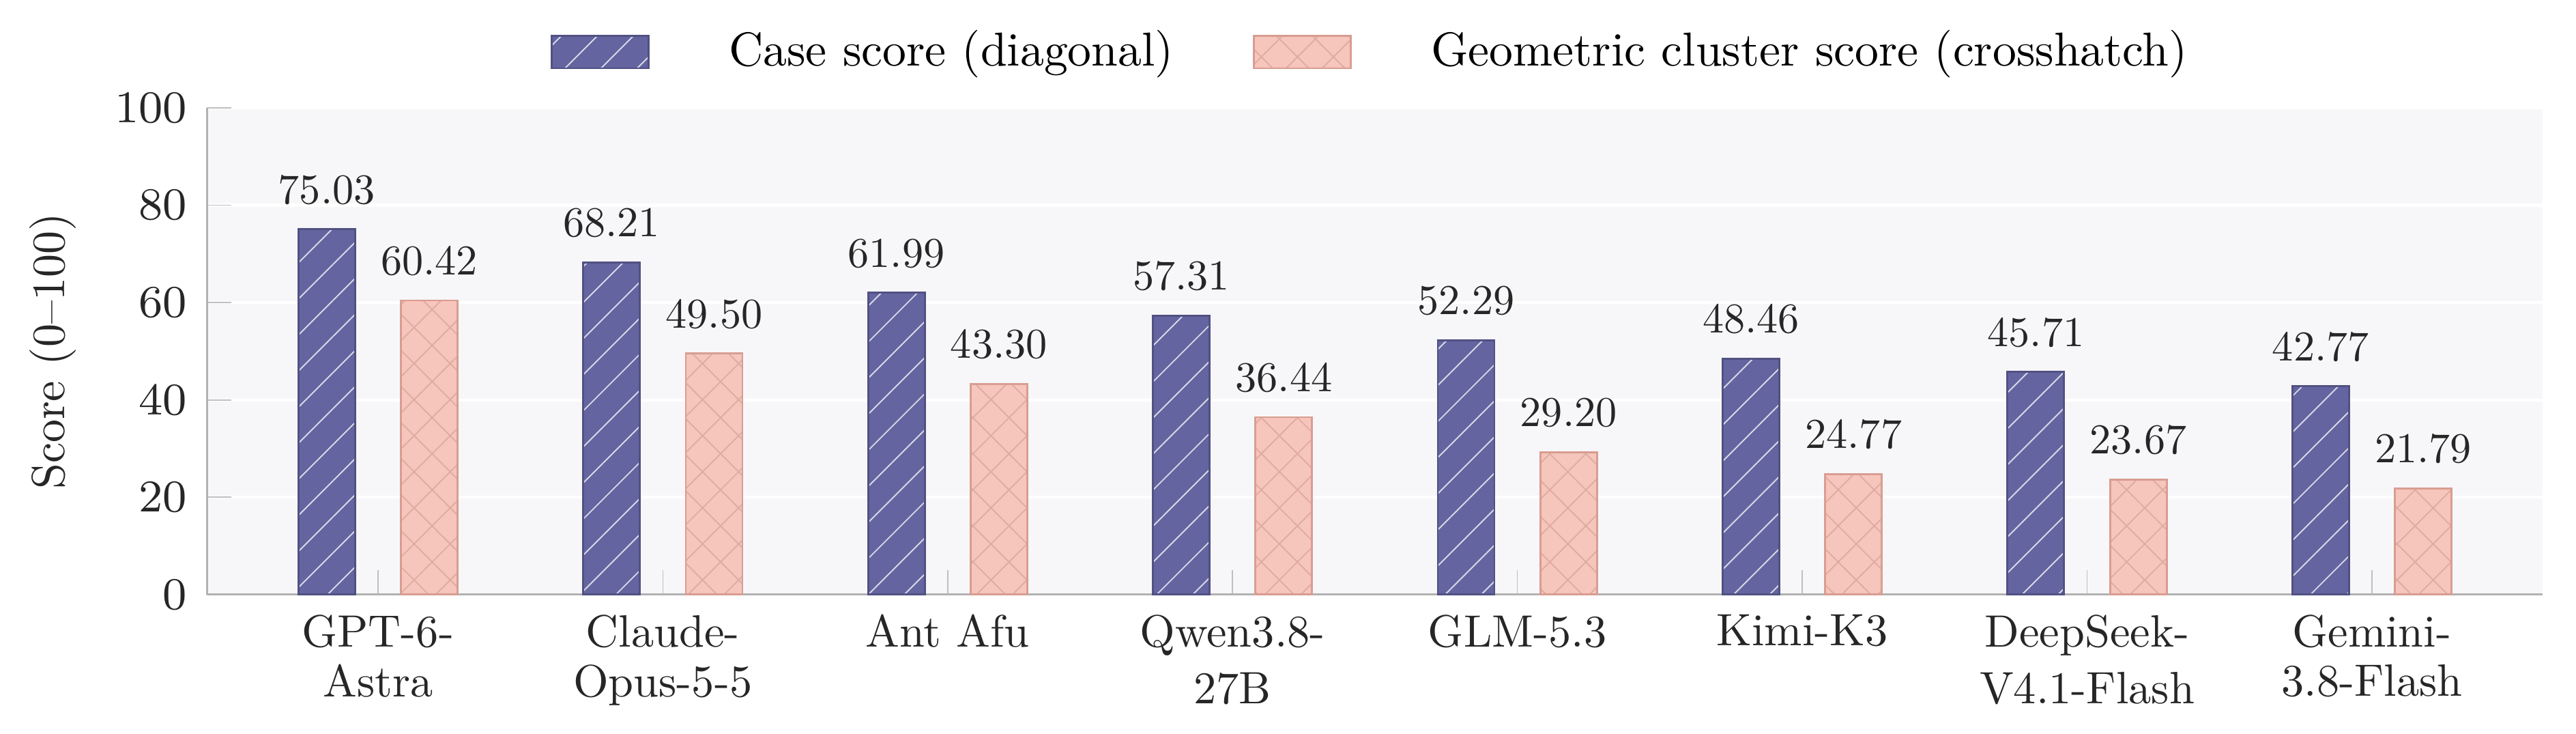 Case score (diagonal)
Geometric cluster score (crosshatch)
Score (0–100)
100
80
60
40
20
0
75.03
60.42
68.21
49.50
61.99
43.30
57.31
36.44
52.29
29.20
48.46
24.77
45.71
23.67
42.77
21.79
GPT-6-
Astra
Claude-
Opus-5-5
Ant Afu
Qwen3.8-
27B
GLM-5.3
Kimi-K3
DeepSeek-
V4.1-Flash
Gemini-
3.8-Flash